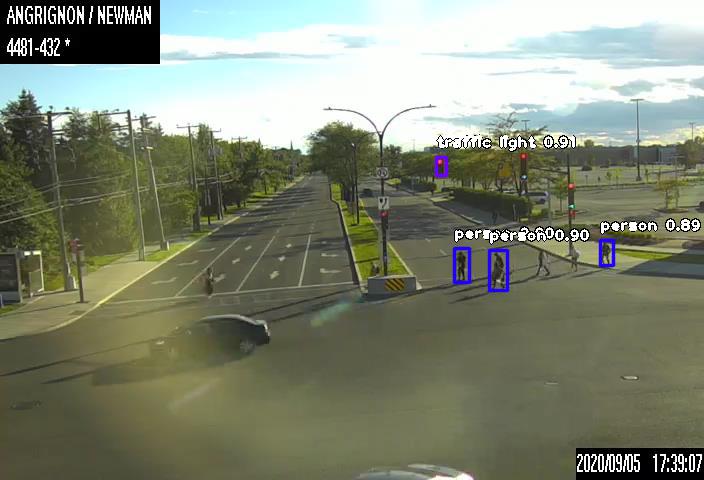 ANGRIGNON / NEWMAN
4481-432 *
traffic light 0.91
person 0.90
person 0.89
2020/09/05 17:39:07